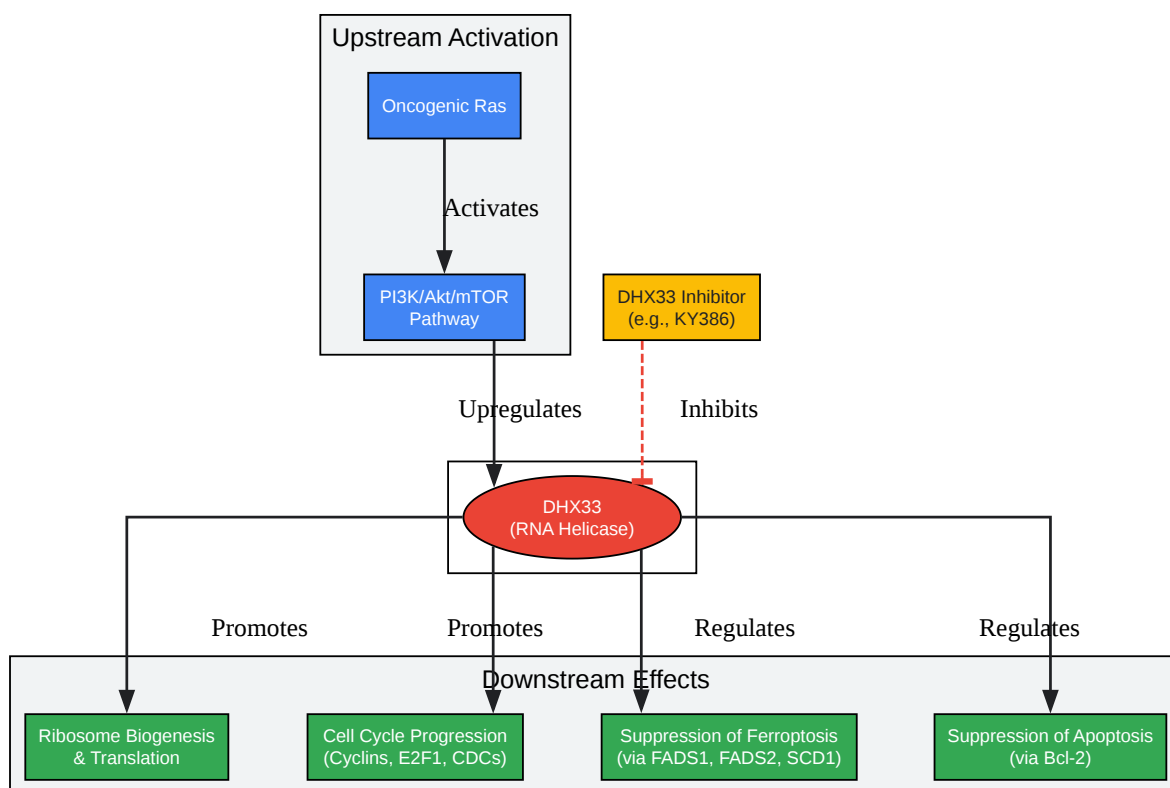 Upstream Activation
Oncogenic Ras
Activates
PI3K/Akt/mTOR
Pathway
DHX33 Inhibitor
(e.g., KY386)
Upregulates
Inhibits
DHX33
(RNA Helicase)
Promotes
Promotes
Regulates
Regulates
Downstream Effects
Ribosome Biogenesis
& Translation
Cell Cycle Progression
(Cyclins, E2F1, CDCs)
Suppression of Ferroptosis
(via FADS1, FADS2, SCD1)
Suppression of Apoptosis
(via Bcl-2)